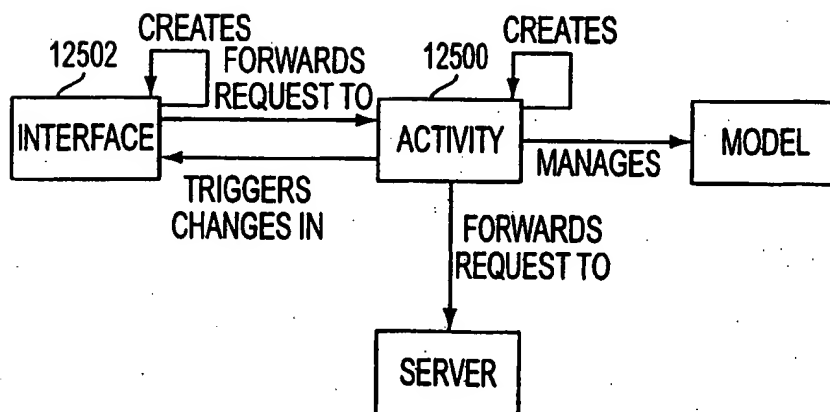 CREATES
12502
FORWARDS
REQUEST TO
INTERFACE
TRIGGERS
CHANGES IN
CREATES
12500
ACTIVITY
MANAGES
MODEL
FORWARDS
REQUEST TO
SERVER